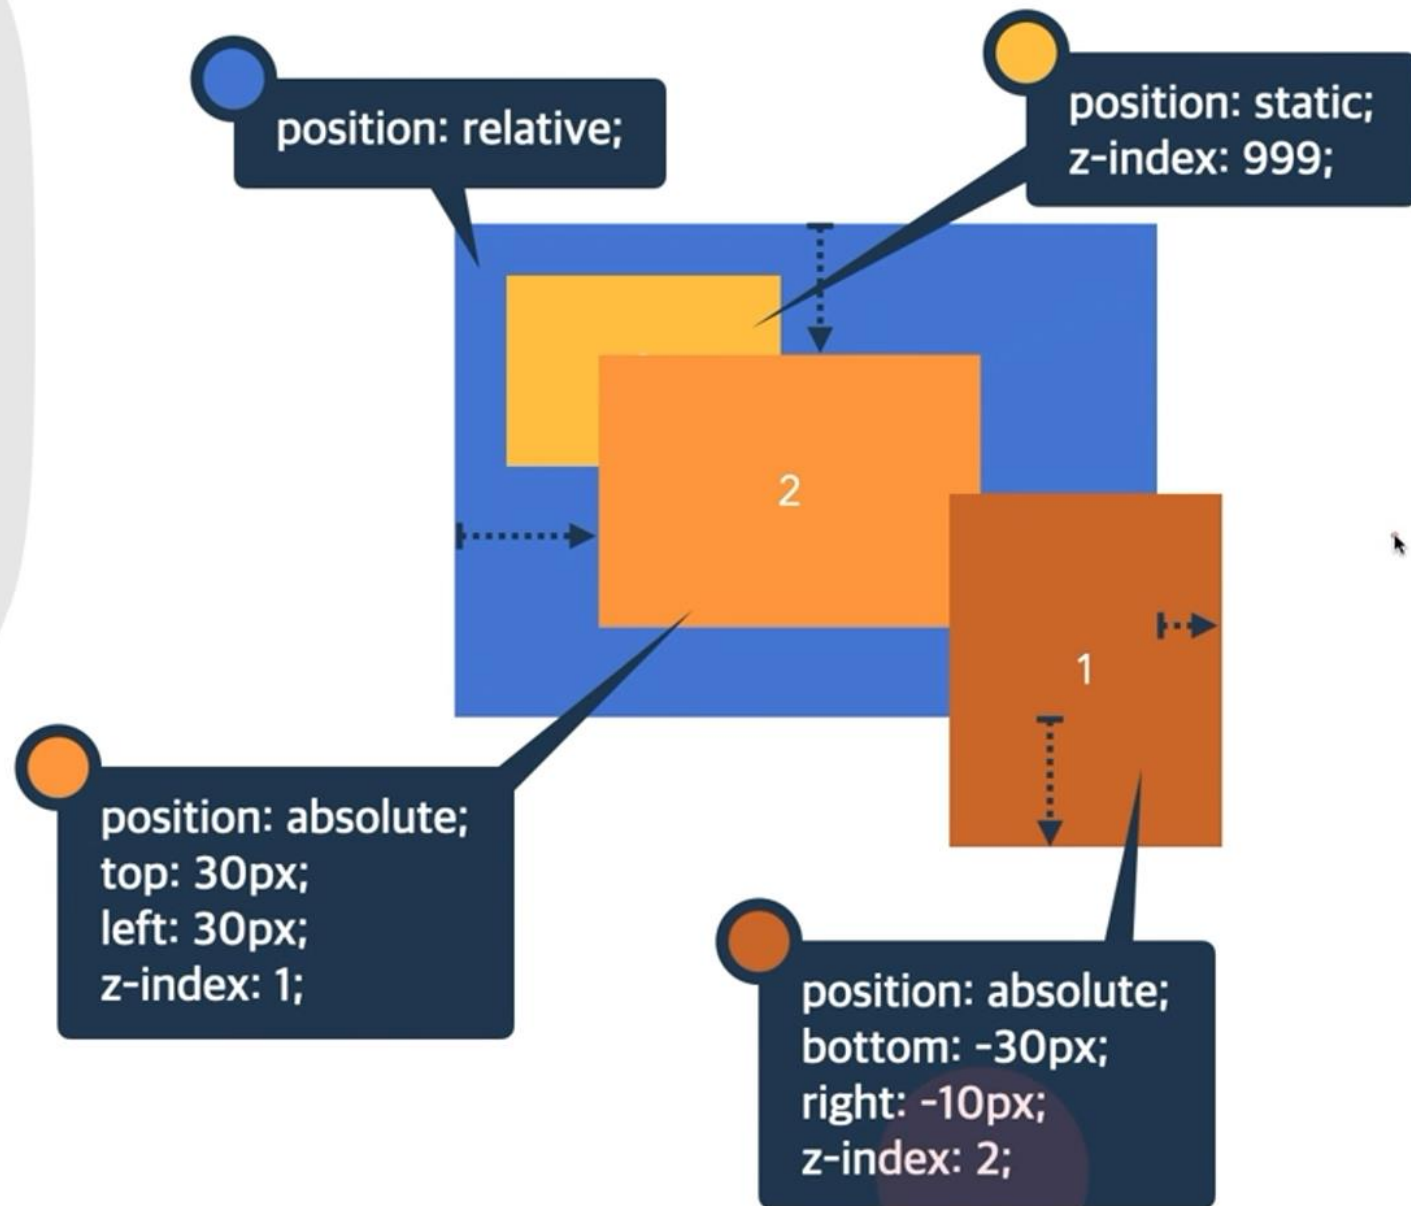 position: relative;
position: static;
z-index: 999;
2
1
position: absolute;
top: 30px;
left: 30px;
z-index: 1;
position: absolute;
bottom: -30px;
right: -10px;
z-index: 2;